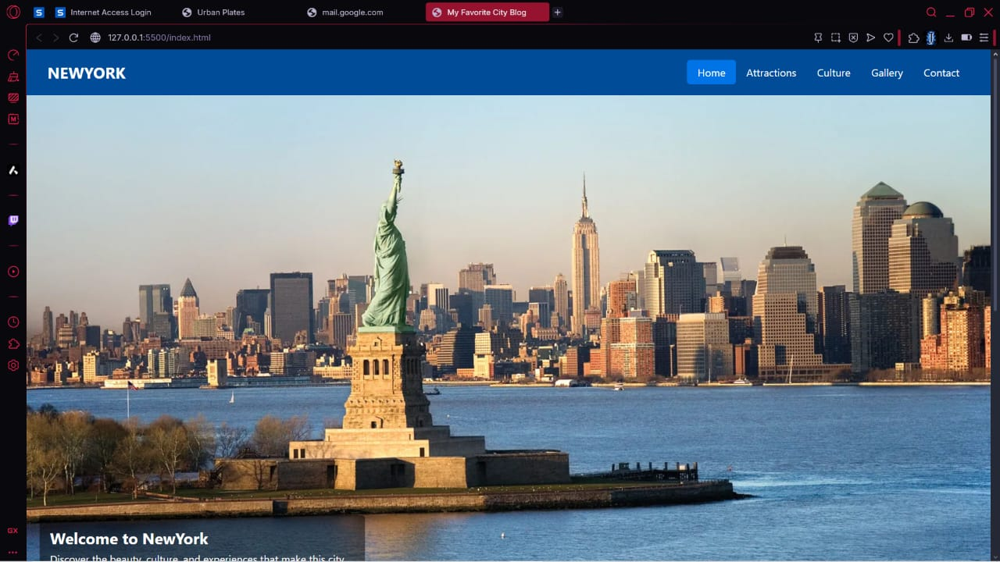 Internet Access Login
Urban Plates
mail.google.com
My Favorite City Blog
127.0.0.1:5500/index.html
NEWYORK
Home
Attractions
Culture
Gallery
Contact
Welcome to NewYork
Discover the beauty, culture, and experiences that make this city
GX